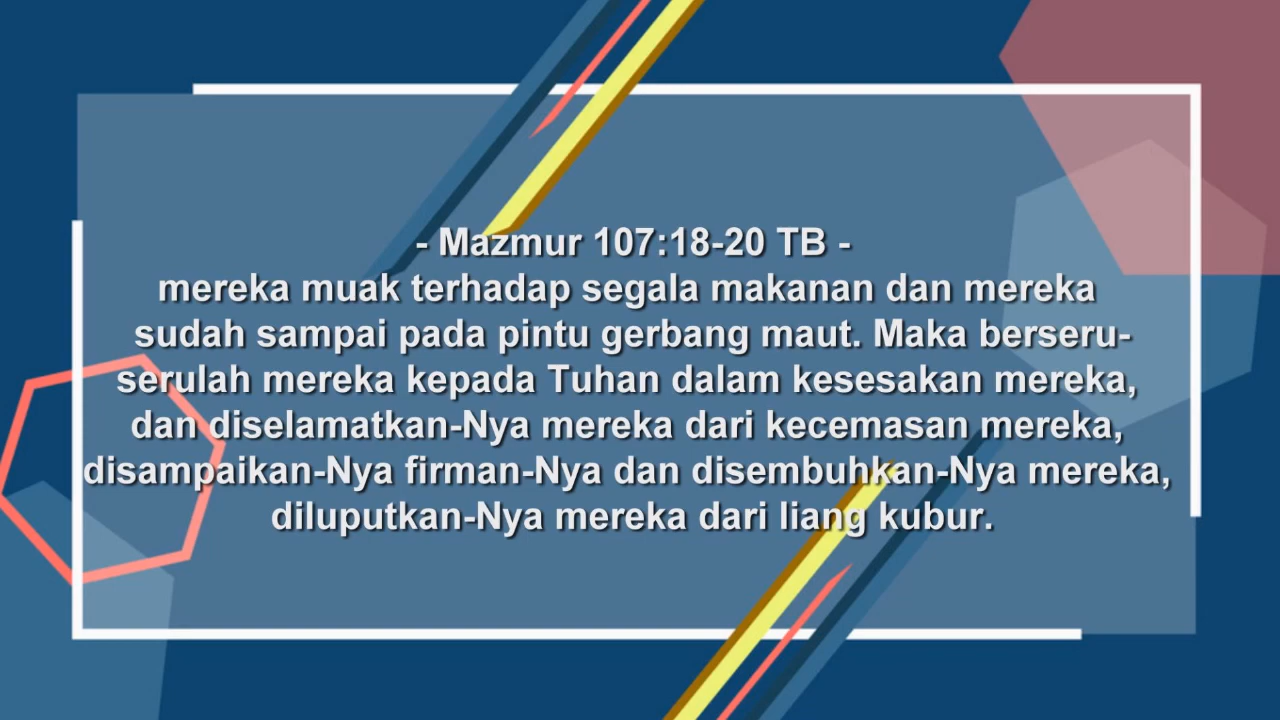 - Mazmur 107:18-20 TB -
mereka muak terhadap segala makanan dan mereka
sudah sampai pada pintu gerbang maut. Maka berseru-
serulah mereka kepada Tuhan dalam kesesakan mereka,
dan diselamatkan-Nya mereka dari kecemasan mereka,
disampaikan-Nya firman-Nya dan disembuhkan-Nya mereka,
diluputkan-Nya mereka dari liang kubur.